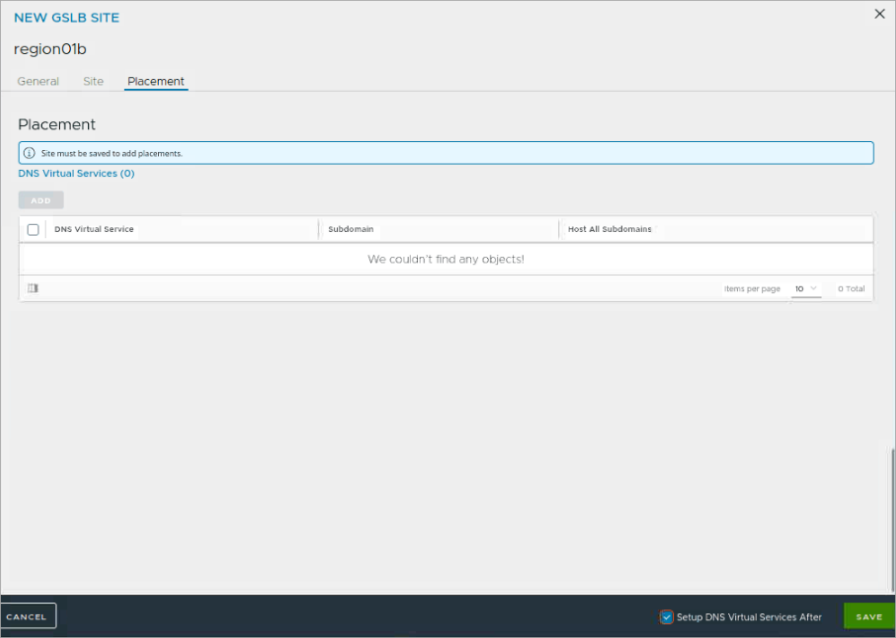 NEW GSLB SITE
region01b
General Site Placement
Placement
Site must be saved to add placements.
DNS Virtual Services (0)
ADD
DNS Virtual Service Subdomain Host All Subdomains
We couldn't find any objects!
Items per page 10 0 Total
CANCEL Setup DNS Virtual Services After SAVE